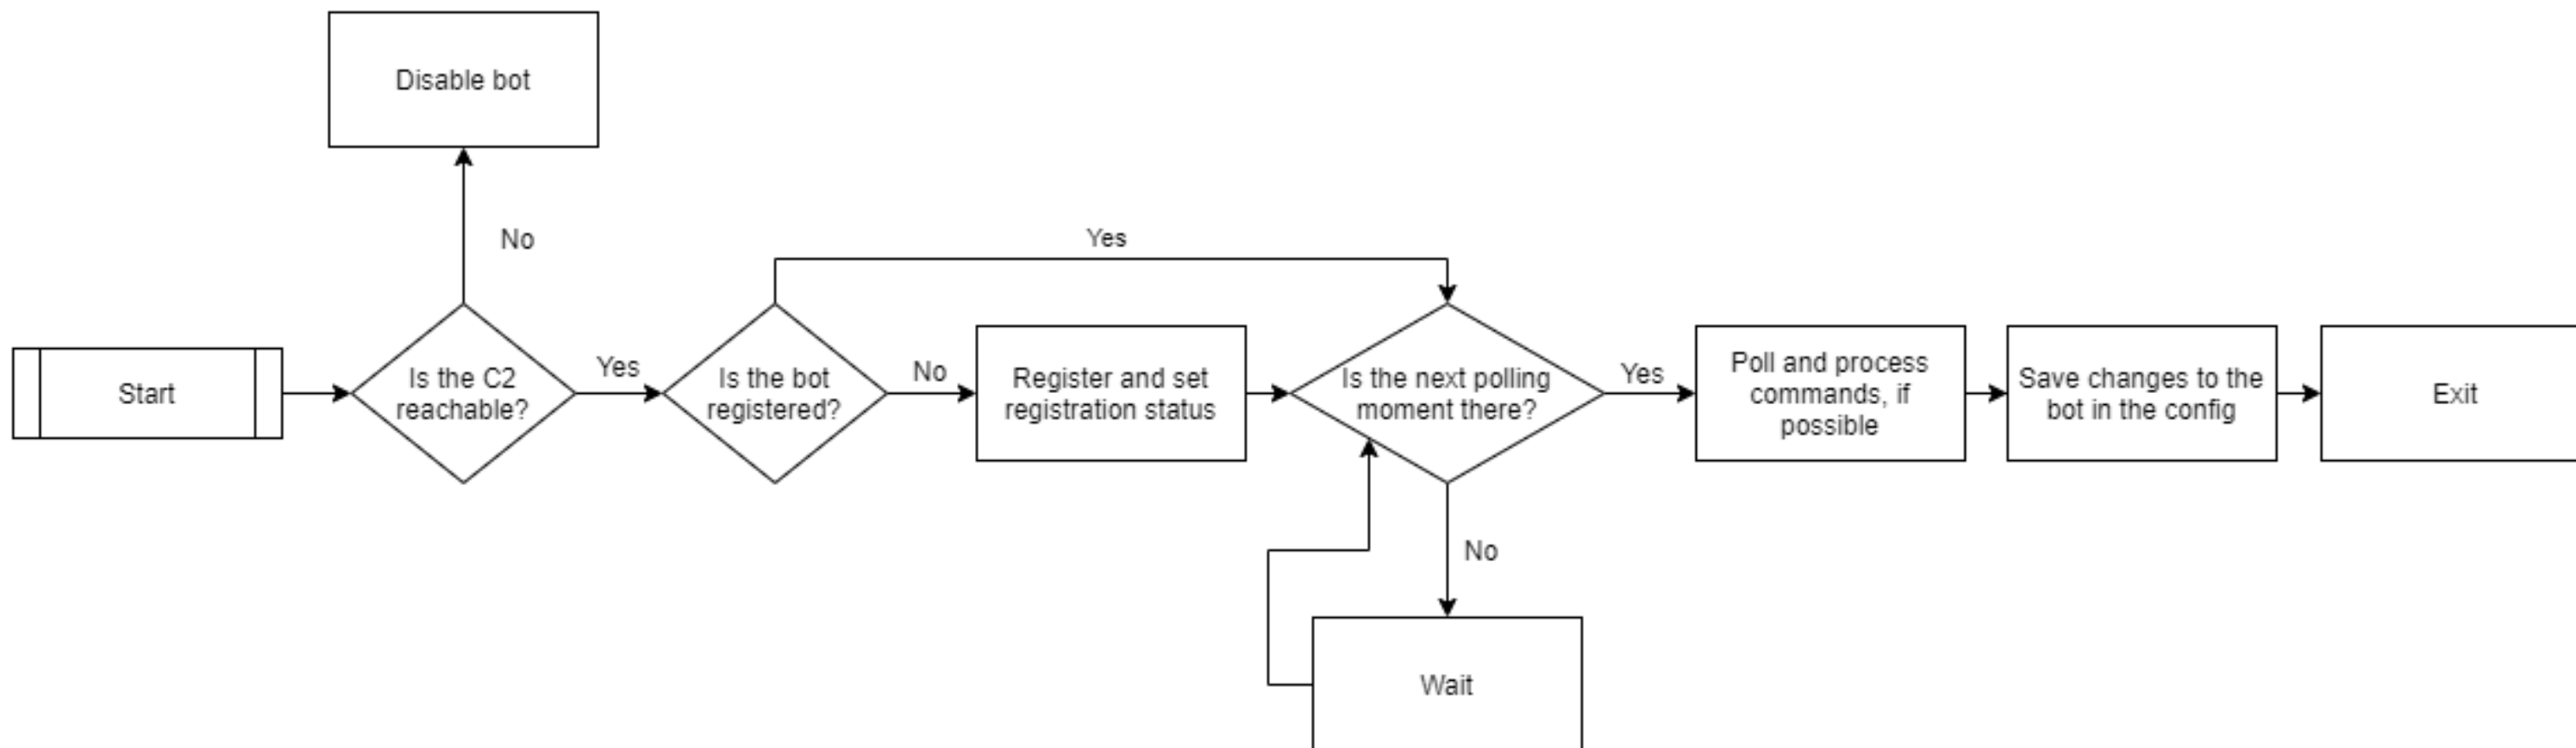 Disable bot
No
Yes
Start
Is the C2
reachable?
Yes
Is the bot
registered?
No
Register and set
registration status
Is the next polling
moment there?
Yes
Poll and process
commands, if
possible
Save changes to the
bot in the config
Exit
No
Wait